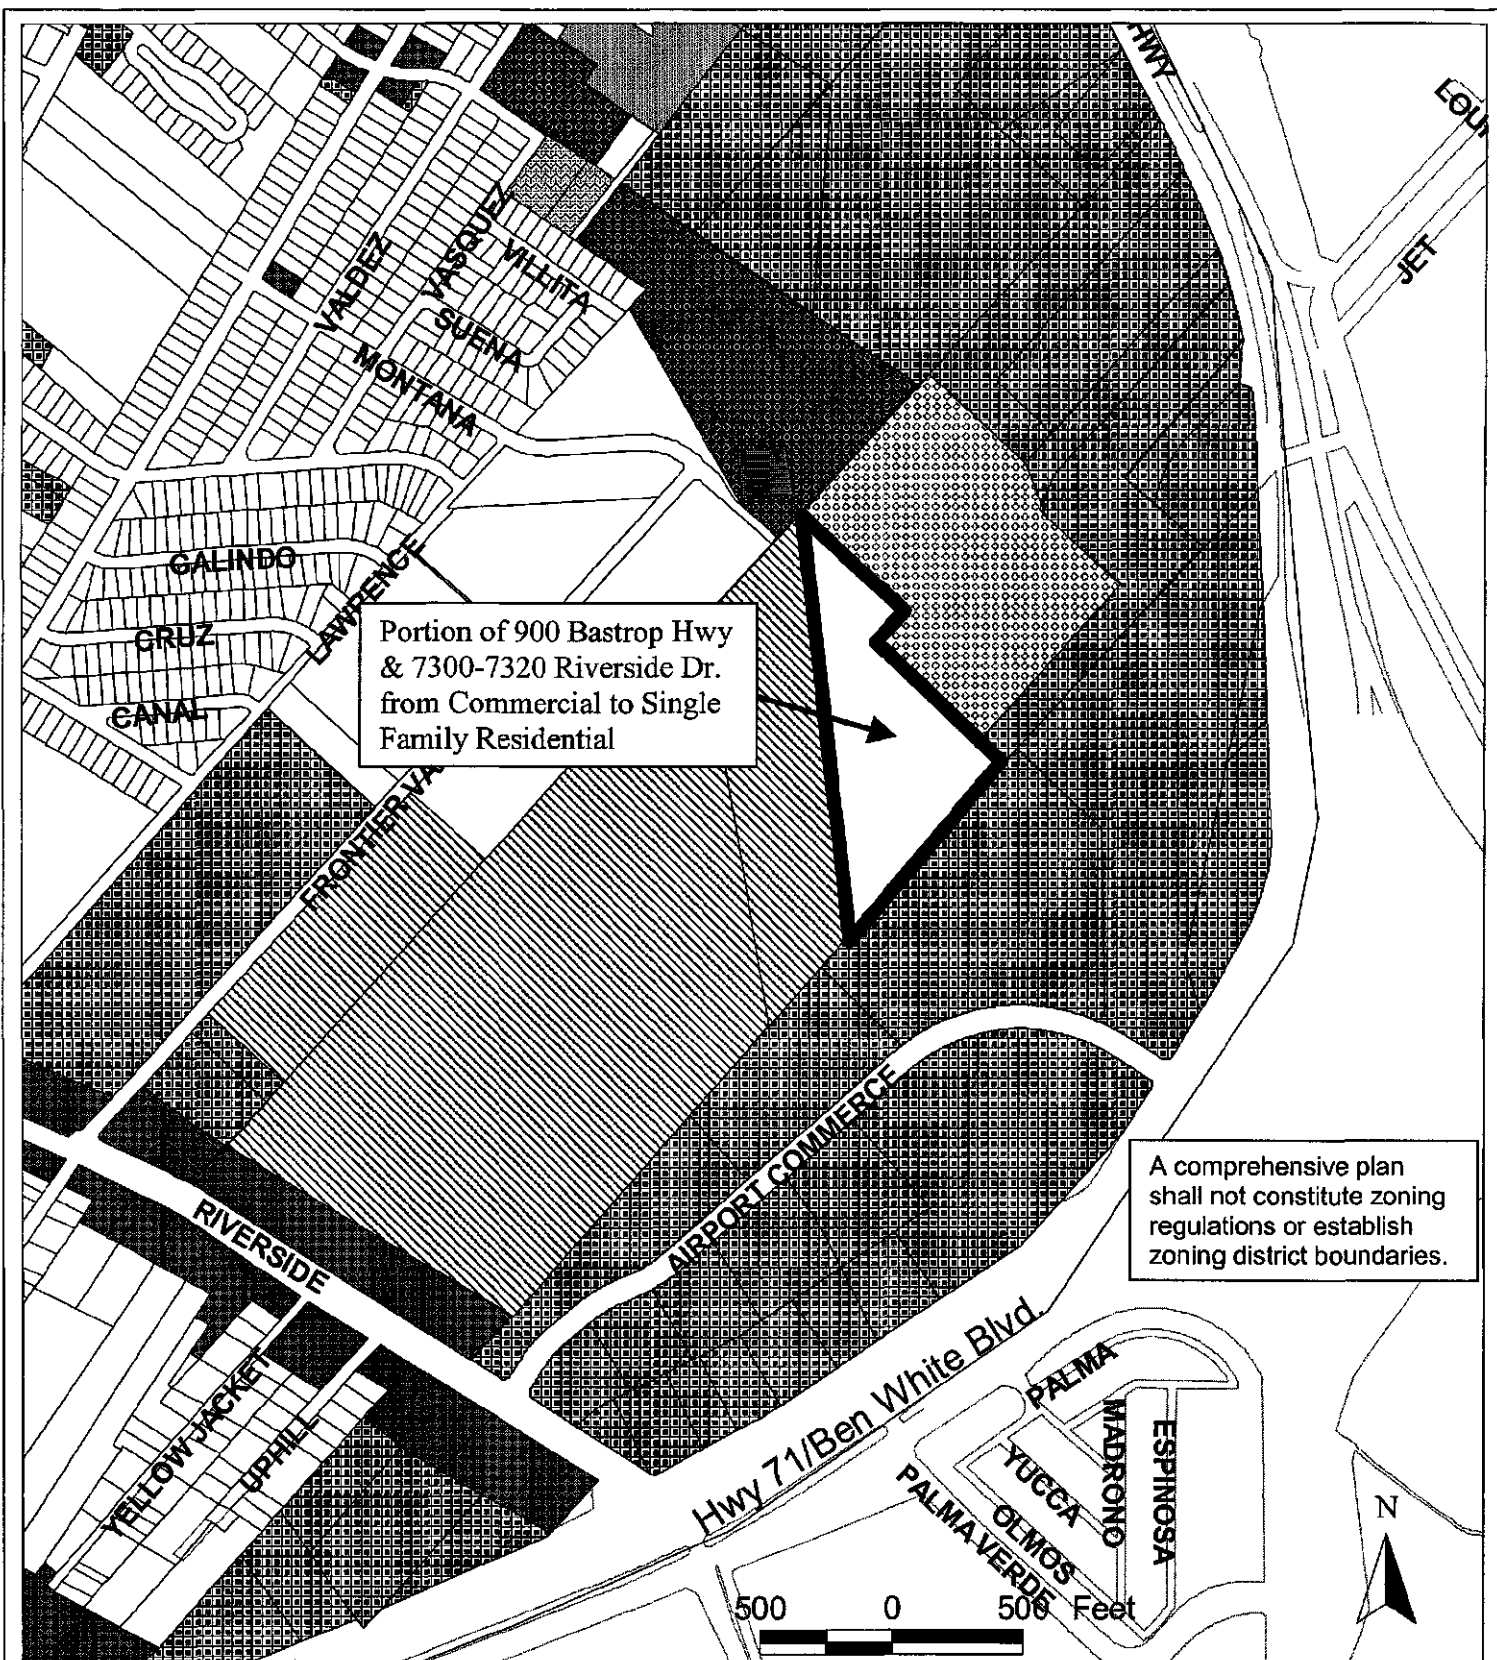 HWY
JET
VALDEZ
VASQUEZ
VILLITA
SUENA
MONTANA
GALINDO
LAWRENCE
CRUZ
CANAL
Portion of 900 Bastrop Hwy
& 7300-7320 Riverside Dr.
from Commercial to Single
Family Residential
FRONTIER VA
AIRPORT COMMERCE
A comprehensive plan
shall not constitute zoning
regulations or establish
zoning district boundaries.
RIVERSIDE
Hwy 71/Ben White Blvd.
YELLOW JACKET
UPHILL
PALMA
MADRONO
ESPINOSA
YUCCA
OLMOS
PALMA VERDE
N
500 0 500 Feet